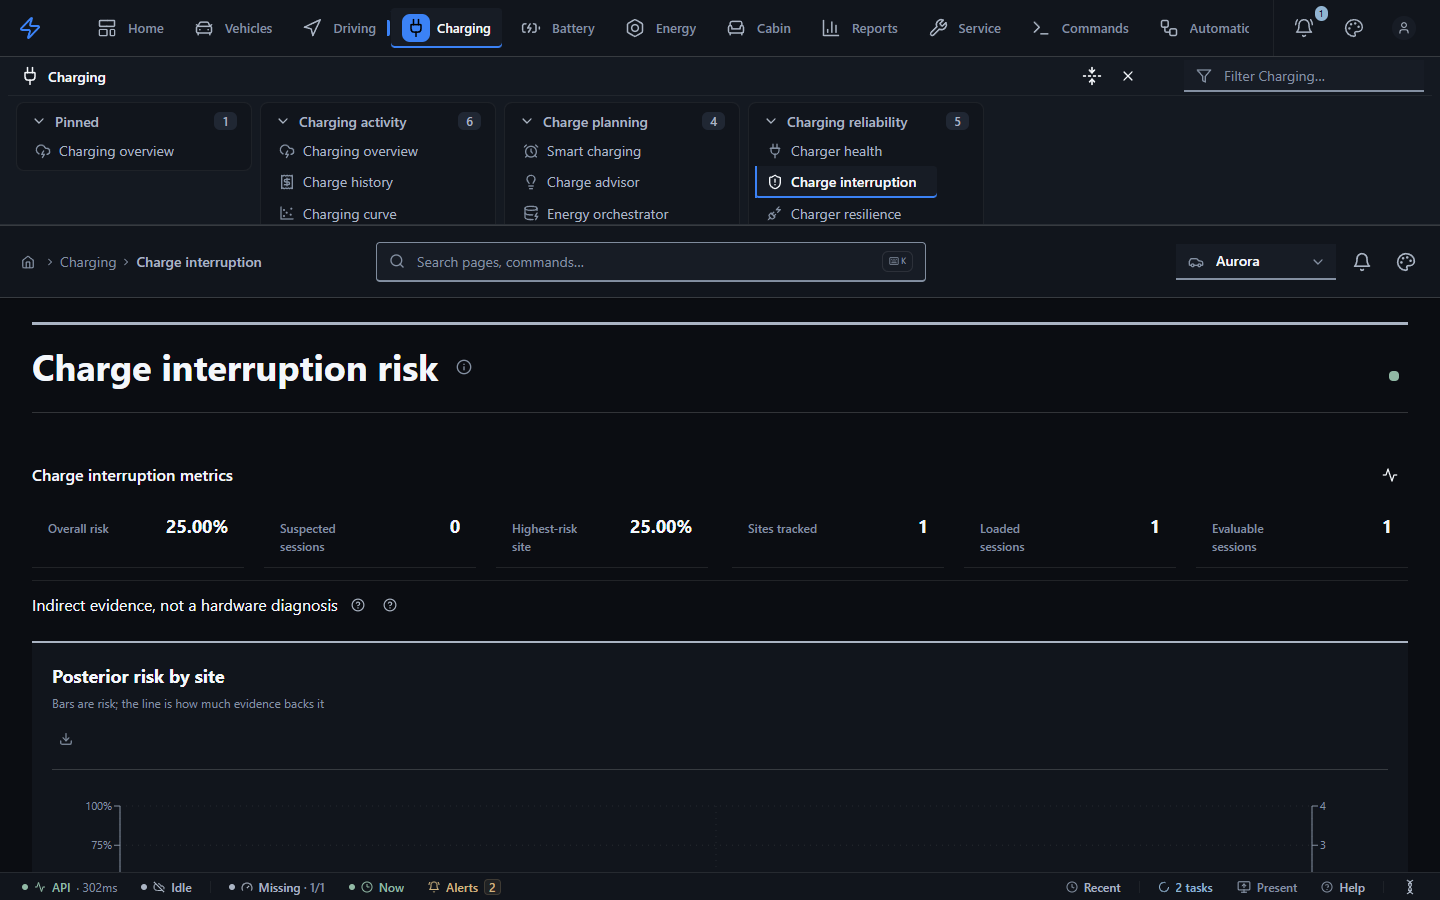 Home
Vehicles
Driving
Charging
Battery
Energy
Cabin
Reports
Service
Commands
Automatic
1
Charging
Filter Charging...
Pinned
1
Charging overview
Charging activity
6
Charging overview
Charge history
Charging curve
Charge planning
4
Smart charging
Charge advisor
Energy orchestrator
Charging reliability
5
Charger health
Charge interruption
Charger resilience
Charging
Charge interruption
Search pages, commands...
K
Aurora
Charge interruption risk
Charge interruption metrics
Overall risk
25.00%
Suspected
sessions
0
Highest-risk
site
25.00%
Sites tracked
1
Loaded
sessions
1
Evaluable
sessions
1
Indirect evidence, not a hardware diagnosis
Posterior risk by site
Bars are risk; the line is how much evidence backs it
100%
4
75%
3
API · 302ms
Idle
Missing · 1/1
Now
Alerts 2
Recent
2 tasks
Present
Help